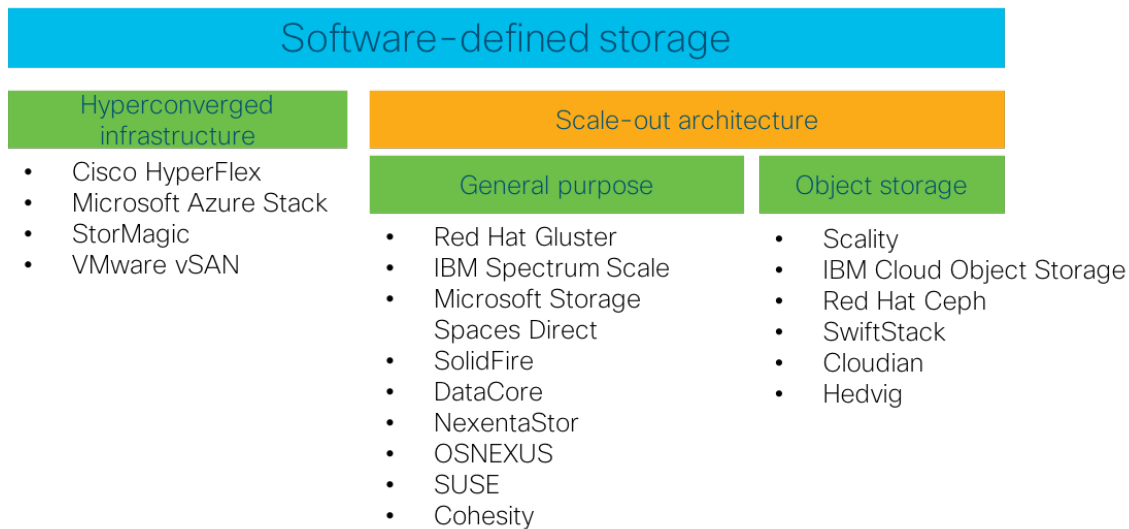 Software-defined storage
Hyperconverged
infrastructure
• Cisco HyperFlex
• Microsoft Azure Stack
• StorMagic
• VMware vSAN
Scale-out architecture
General purpose
• Red Hat Gluster
• IBM Spectrum Scale
• Microsoft Storage
Spaces Direct
• SolidFire
• DataCore
• NexentaStor
• OSNEXUS
• SUSE
• Cohesity
Object storage
• Scality
• IBM Cloud Object Storage
• Red Hat Ceph
• SwiftStack
• Cloudian
• Hedvig